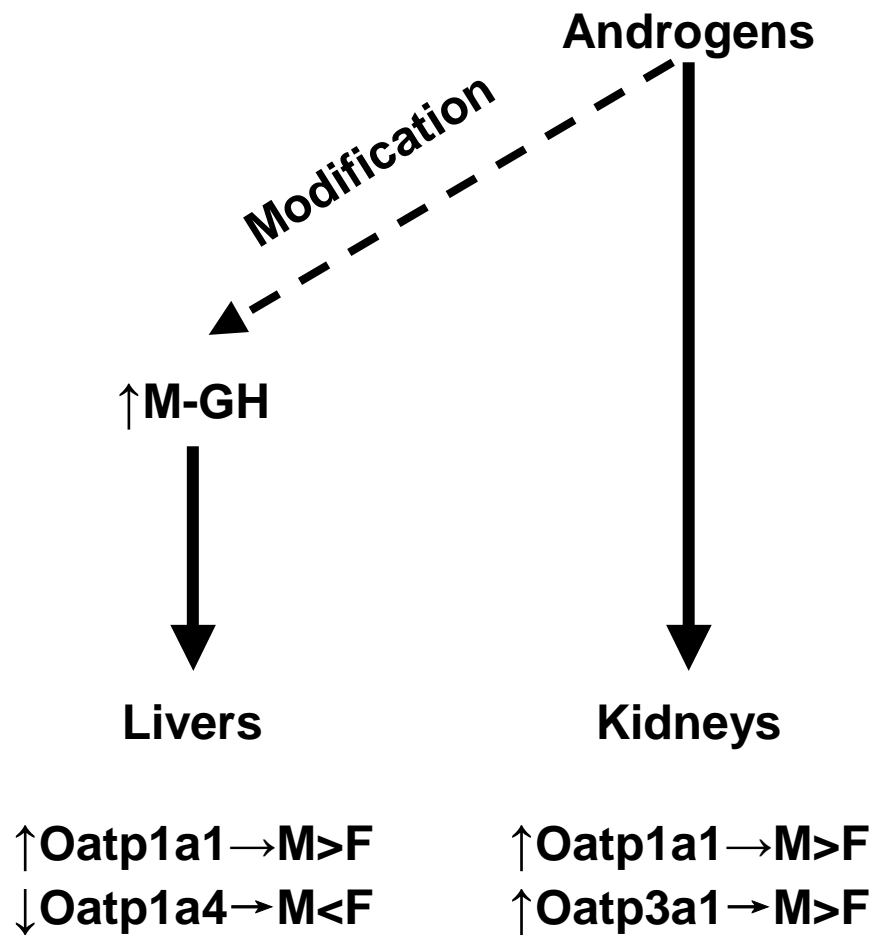 Androgens
Modification
↑M-GH
Livers
Kidneys
↑Oatp1a1→M>F
↓Oatp1a4→M<F
↑Oatp1a1→M>F
↑Oatp3a1→M>F